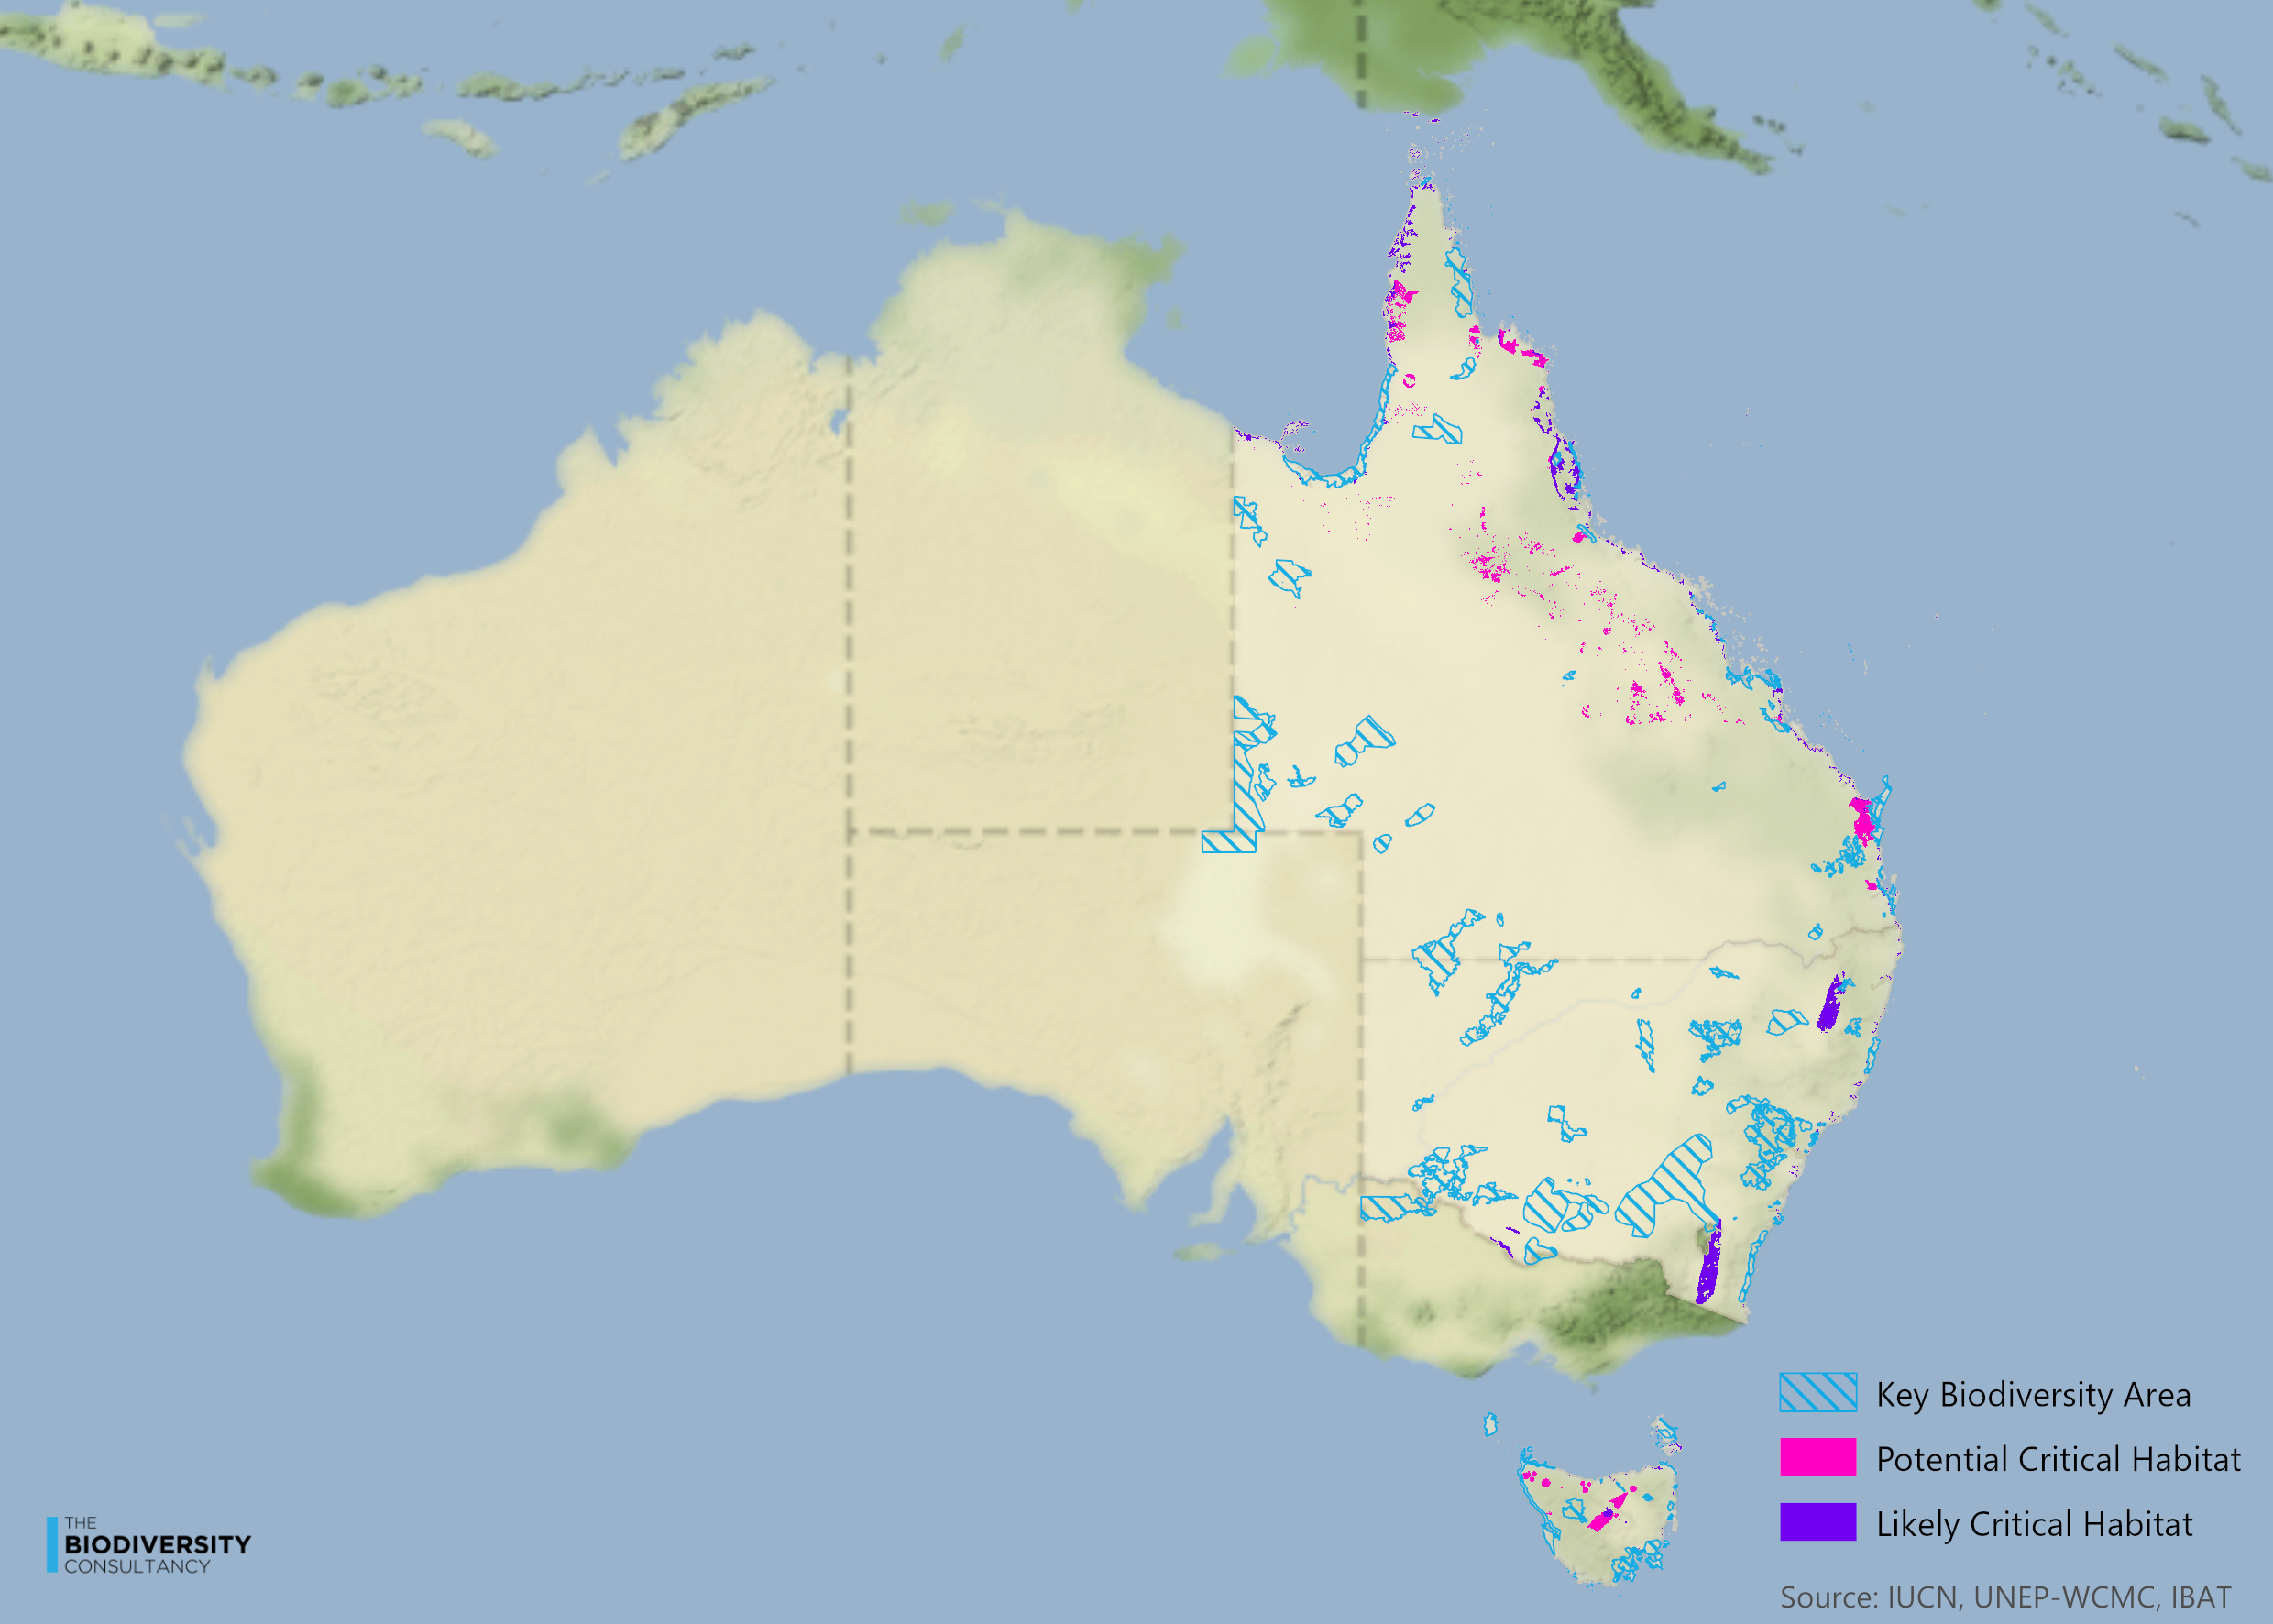 Key Biodiversity Area
Potential Critical Habitat
Likely Critical Habitat
Source: IUCN, UNEP-WCMC, IBAT
THE
BIODIVERSITY
CONSULTANCY